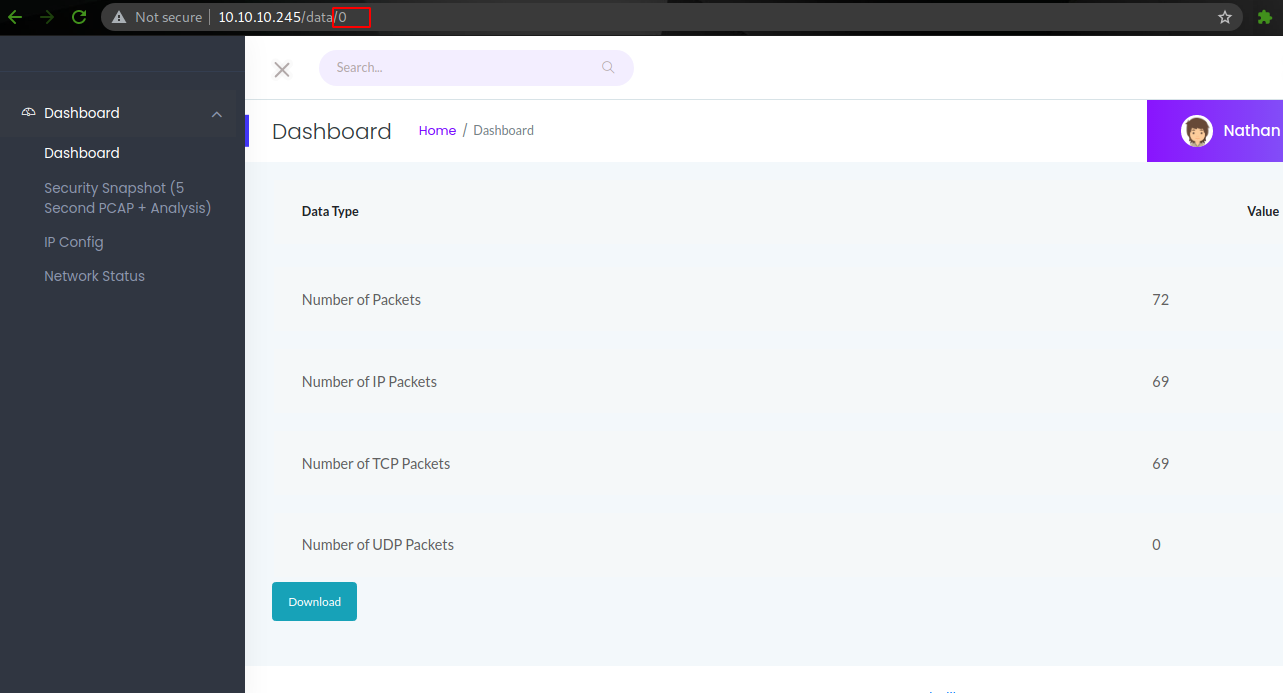 Not secure 10.10.10.245/data/0
Search...
Dashboard
Dashboard
Security Snapshot (5
Second PCAP + Analysis)
IP Config
Network Status
Dashboard Home / Dashboard
Nathan
Data Type Value
Number of Packets 72
Number of IP Packets 69
Number of TCP Packets 69
Number of UDP Packets 0
Download